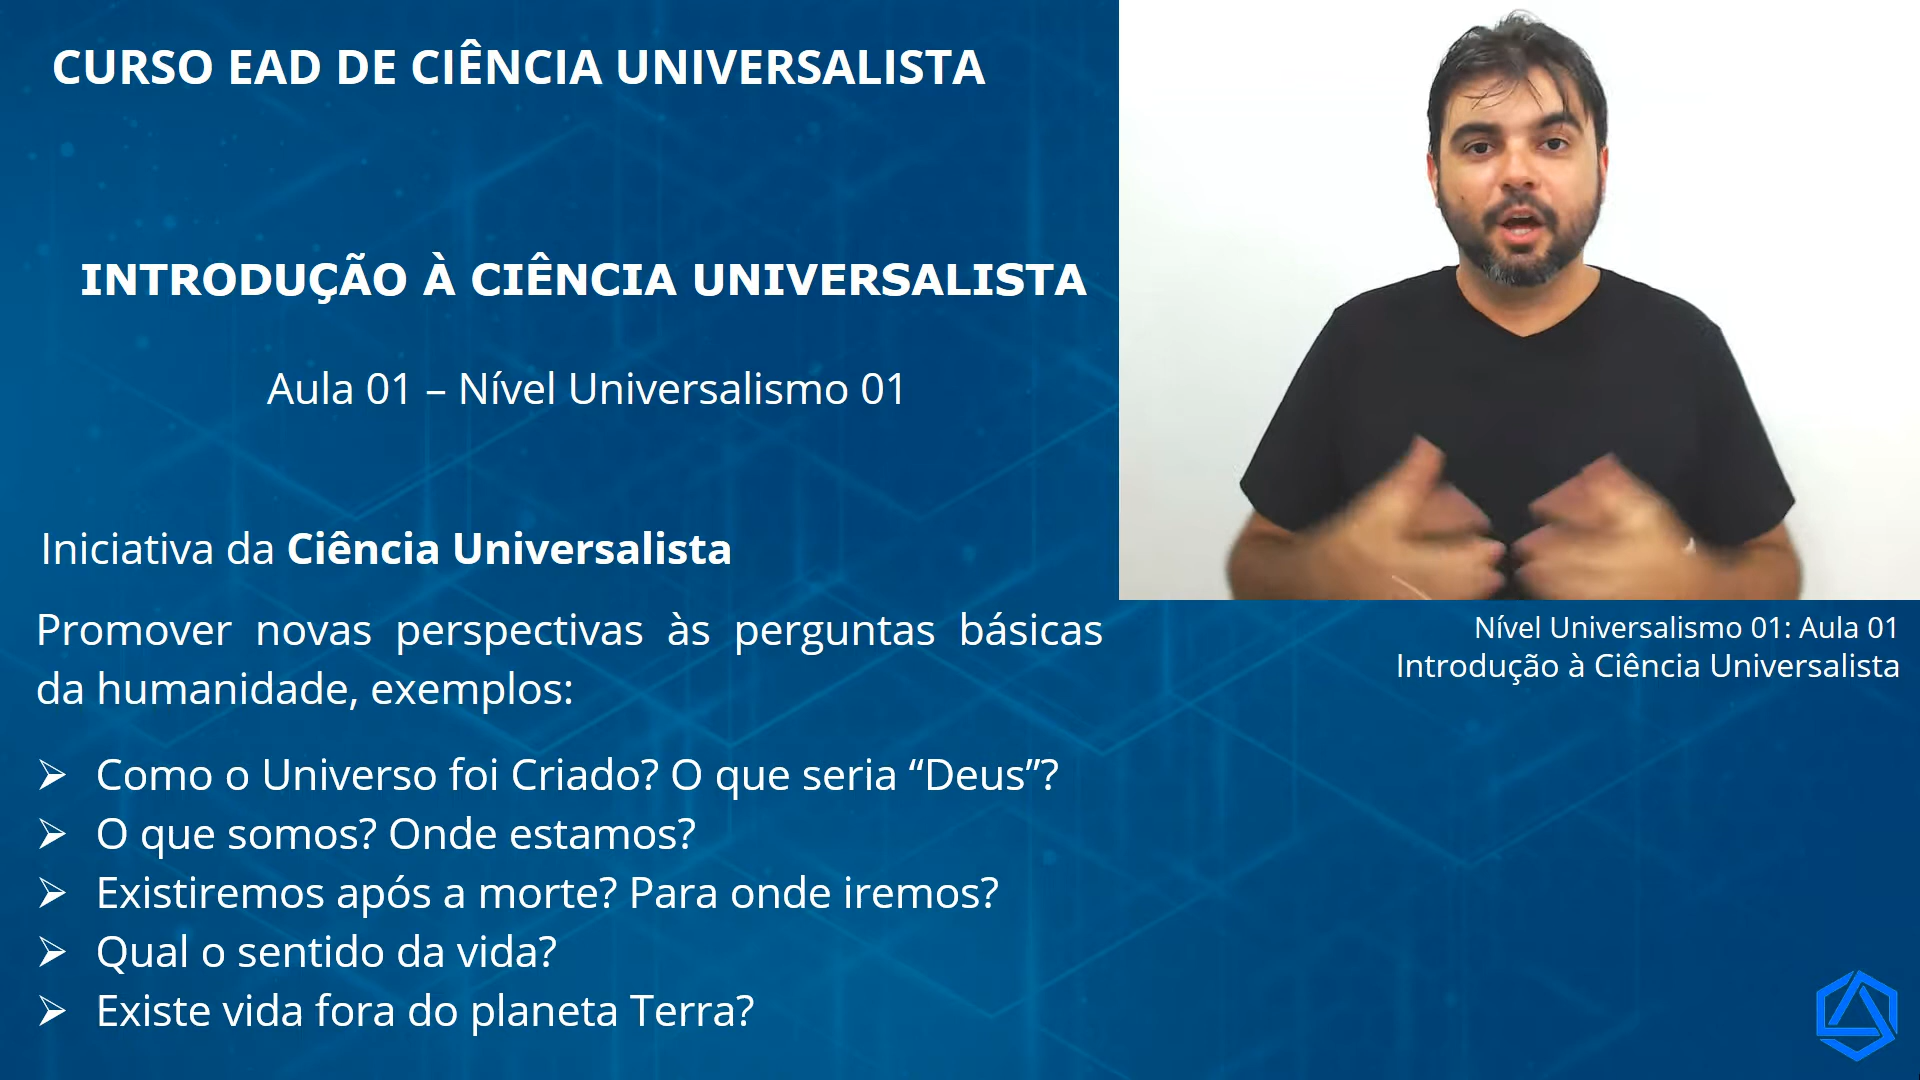 CURSO EAD DE CIÊNCIA UNIVERSALISTA
INTRODUÇÃO À CIÊNCIA UNIVERSALISTA
Aula 01 – Nível Universalismo 01
Iniciativa da Ciência Universalista
Promover novas perspectivas às perguntas básicas
da humanidade, exemplos:
➢ Como o Universo foi Criado? O que seria “Deus”?
➢ O que somos? Onde estamos?
➢ Existiremos após a morte? Para onde iremos?
➢ Qual o sentido da vida?
➢ Existe vida fora do planeta Terra?
Nível Universalismo 01: Aula 01
Introdução à Ciência Universalista